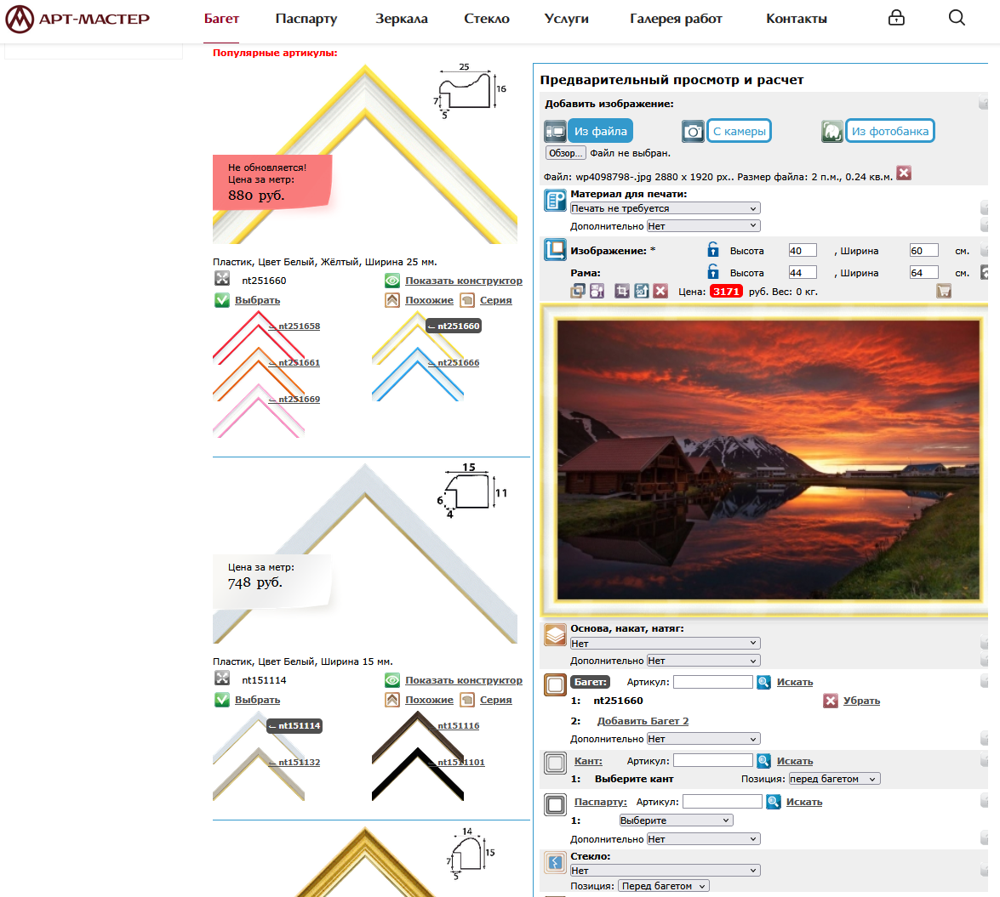 АРТ-МАСТЕР
Багет Паспарту Зеркала Стекло Услуги Галерея работ Контакты
Популярные артикулы:
25
16
7
5
Не обновляется!
Цена за метр:
880 руб.
Пластик, Цвет Белый, Жёлтый, Ширина 25 мм.
nt251660 Показать конструктор
Выбрать Похожие Серия
← nt251658 ← nt251660
← nt251661 ← nt251666
← nt251669
15
11
6
4
Цена за метр:
748 руб.
Пластик, Цвет Белый, Ширина 15 мм.
nt151114 Показать конструктор
Выбрать Похожие Серия
← nt151114 ← nt151116
← nt151132 ← nt1511101
14
15
7
5
Предварительный просмотр и расчет
Добавить изображение:
Из файла С камеры Из фотобанка
Обзор... Файл не выбран.
Файл: wp4098798-.jpg 2880 x 1920 px.. Размер файла: 2 п.м., 0.24 кв.м.
Материал для печати:
Печать не требуется
Дополнительно Нет
Изображение: * Высота 40 , Ширина 60 см.
Рама: Высота 44 , Ширина 64 см.
Цена: 3171 руб. Вес: 0 кг.
Основа, накат, натяг:
Нет
Дополнительно Нет
Багет: Артикул: Искать
1: nt251660 Убрать
2: Добавить Багет 2
Дополнительно Нет
Кант: Артикул: Искать
1: Выберите кант Позиция: перед багетом
Паспарту: Артикул: Искать
1: Выберите
Дополнительно Нет
Стекло:
Нет
Позиция: Перед багетом